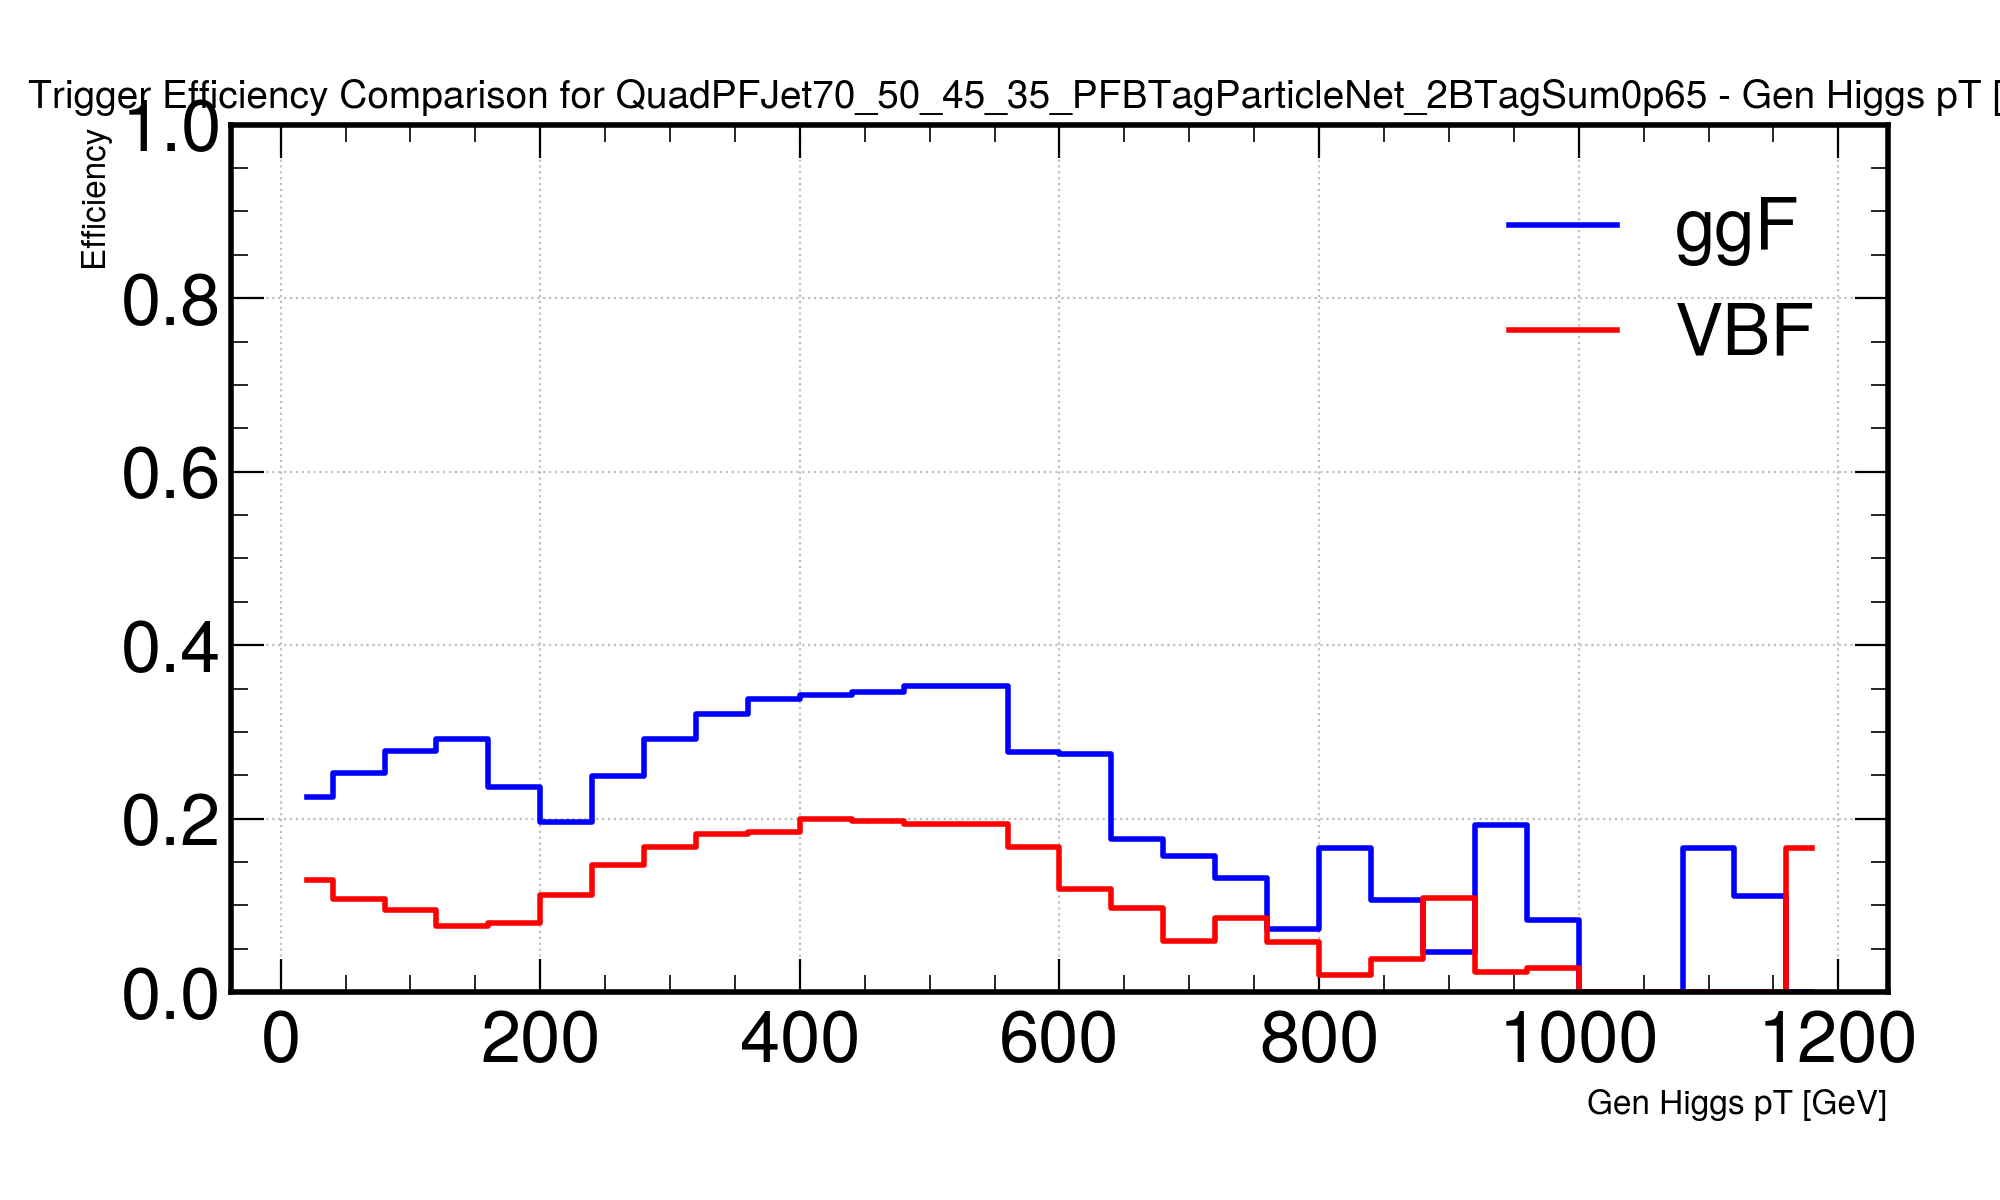 Trigger Efficiency Comparison for QuadPFJet70_50_45_35_PFBTagParticleNet_2BTagSum0p65 - Gen Higgs pT [
Efficiency
1.0
0.8
0.6
0.4
0.2
0.0
ggF
VBF
0 200 400 600 800 1000 1200
Gen Higgs pT [GeV]